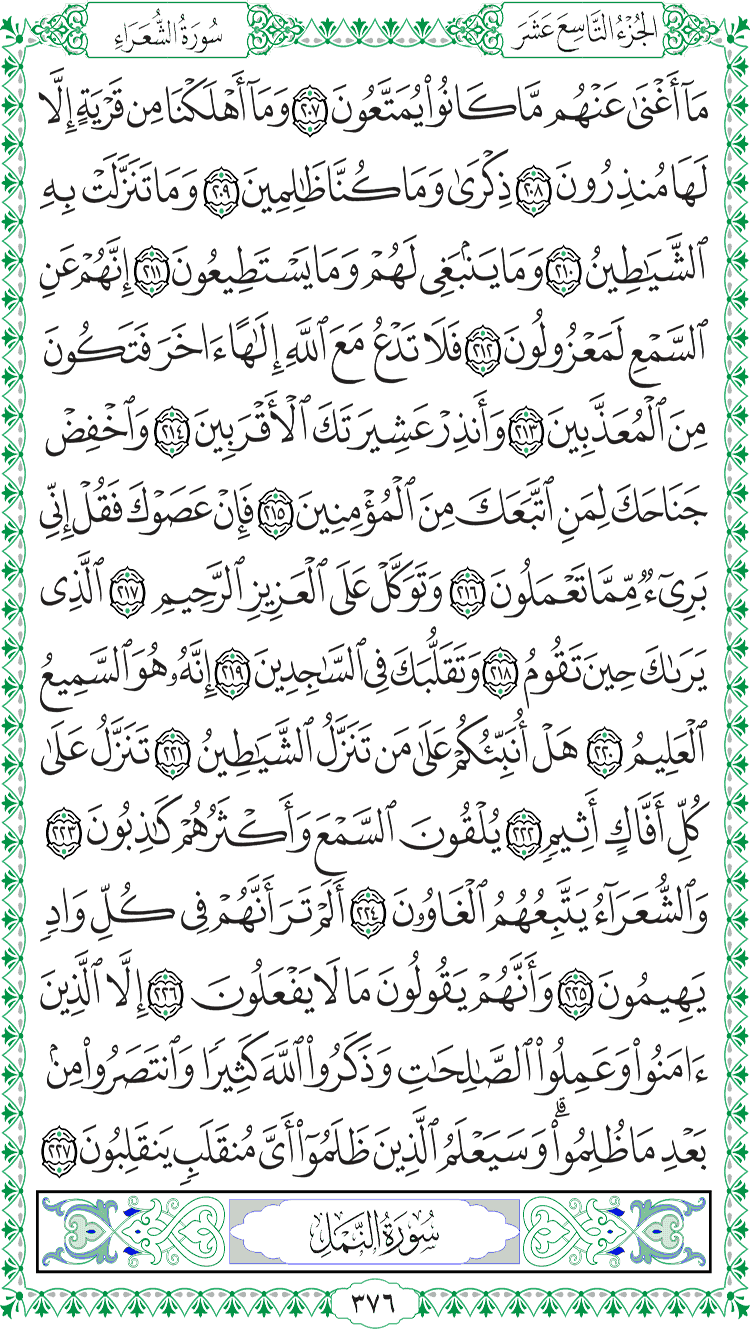 الجُزْءُ التَّاسِعَ عَشَرَ
سُورَةُ الشُّعَرَاءِ
مَآ أَغْنَىٰ عَنْهُم مَّا كَانُوا۟ يُمَتَّعُونَ ٢٠٧ وَمَآ أَهْلَكْنَا مِن قَرْيَةٍ إِلَّا
لَهَا مُنذِرُونَ ٢٠٨ ذِكْرَىٰ وَمَا كُنَّا ظَٰلِمِينَ ٢٠٩ وَمَا تَنَزَّلَتْ بِهِ
ٱلشَّيَٰطِينُ ٢١٠ وَمَا يَنۢبَغِى لَهُمْ وَمَا يَسْتَطِيعُونَ ٢١١ إِنَّهُمْ عَنِ
ٱلسَّمْعِ لَمَعْزُولُونَ ٢١٢ فَلَا تَدْعُ مَعَ ٱللَّهِ إِلَٰهًا ءَاخَرَ فَتَكُونَ
مِنَ ٱلْمُعَذَّبِينَ ٢١٣ وَأَنذِرْ عَشِيرَتَكَ ٱلْأَقْرَبِينَ ٢١٤ وَٱخْفِضْ
جَنَاحَكَ لِمَنِ ٱتَّبَعَكَ مِنَ ٱلْمُؤْمِنِينَ ٢١٥ فَإِنْ عَصَوْكَ فَقُلْ إِنِّى
بَرِىٓءٌ مِّمَّا تَعْمَلُونَ ٢١٦ وَتَوَكَّلْ عَلَى ٱلْعَزِيزِ ٱلرَّحِيمِ ٢١٧ ٱلَّذِى
يَرَىٰكَ حِينَ تَقُومُ ٢١٨ وَتَقَلُّبَكَ فِى ٱلسَّٰجِدِينَ ٢١٩ إِنَّهُۥ هُوَ ٱلسَّمِيعُ
ٱلْعَلِيمُ ٢٢٠ هَلْ أُنَبِّئُكُمْ عَلَىٰ مَن تَنَزَّلُ ٱلشَّيَٰطِينُ ٢٢١ تَنَزَّلُ عَلَىٰ
كُلِّ أَفَّاكٍ أَثِيمٍ ٢٢٢ يُلْقُونَ ٱلسَّمْعَ وَأَكْثَرُهُمْ كَٰذِبُونَ ٢٢٣
وَٱلشُّعَرَآءُ يَتَّبِعُهُمُ ٱلْغَاوُۥنَ ٢٢٤ أَلَمْ تَرَ أَنَّهُمْ فِى كُلِّ وَادٍ
يَهِيمُونَ ٢٢٥ وَأَنَّهُمْ يَقُولُونَ مَا لَا يَفْعَلُونَ ٢٢٦ إِلَّا ٱلَّذِينَ
ءَامَنُوا۟ وَعَمِلُوا۟ ٱلصَّٰلِحَٰتِ وَذَكَرُوا۟ ٱللَّهَ كَثِيرًا وَٱنتَصَرُوا۟ مِنۢ
بَعْدِ مَا ظُلِمُوا۟ ۗ وَسَيَعْلَمُ ٱلَّذِينَ ظَلَمُوٓا۟ أَىَّ مُنقَلَبٍ يَنقَلِبُونَ ٢٢٧
سُورَةُ النَّمْلِ
٣٧٦